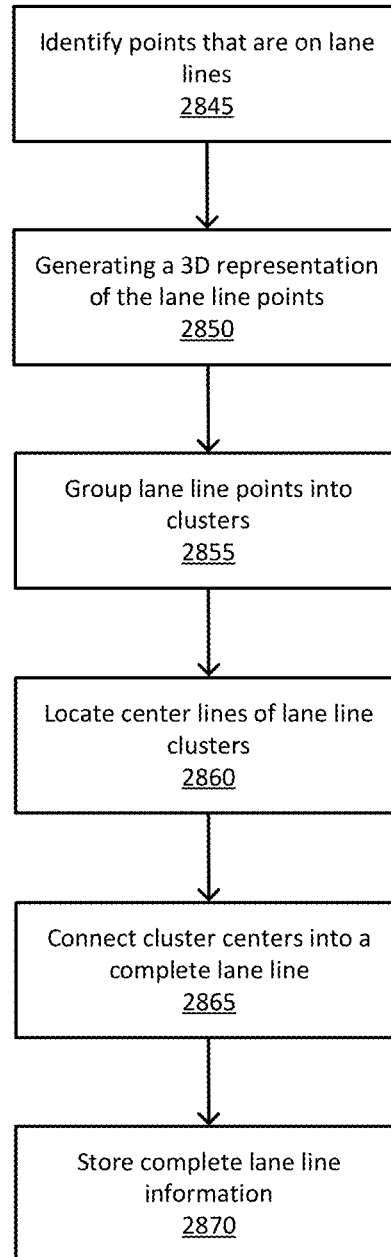 Identify points that are on lane
lines
2845
Generating a 3D representation
of the lane line points
2850
Group lane line points into
clusters
2855
Locate center lines of lane line
clusters
2860
Connect cluster centers into a
complete lane line
2865
Store complete lane line
information
2870